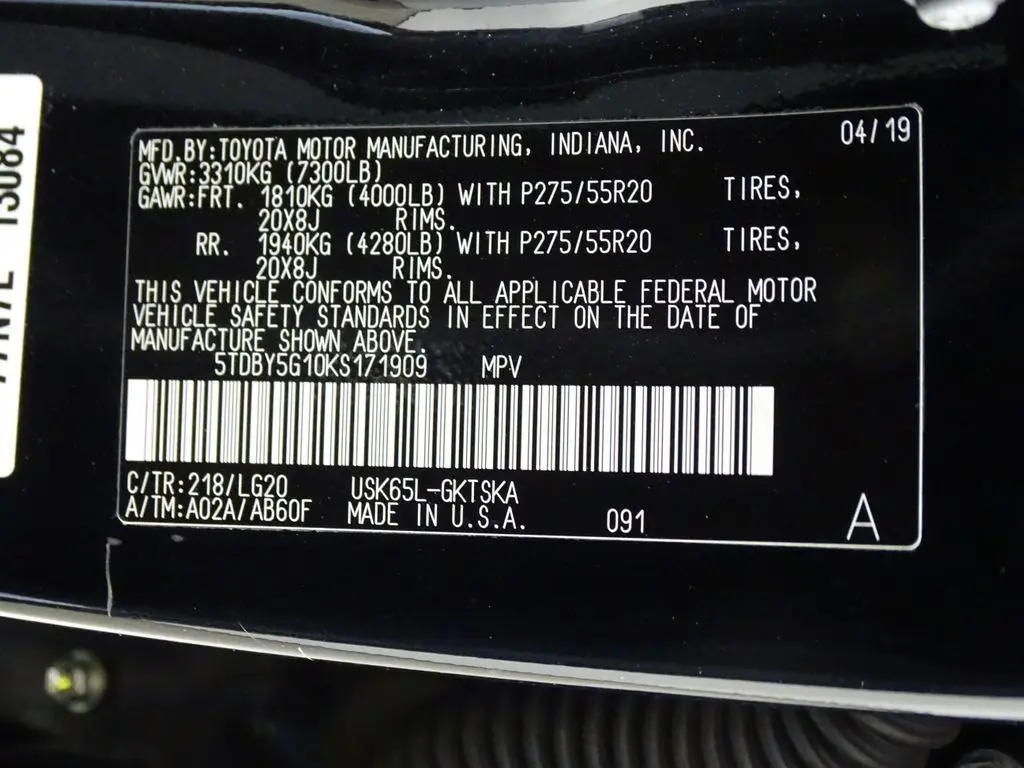 04/19
MFD.BY:TOYOTA MOTOR MANUFACTURING, INDIANA, INC.
GVWR:3310KG (7300LB)
GAWR:FRT. 1810KG (4000LB) WITH P275/55R20 TIRES,
20X8J RIMS.
RR. 1940KG (4280LB) WITH P275/55R20 TIRES,
20X8J RIMS.
THIS VEHICLE CONFORMS TO ALL APPLICABLE FEDERAL MOTOR
VEHICLE SAFETY STANDARDS IN EFFECT ON THE DATE OF
MANUFACTURE SHOWN ABOVE.
5TDBY5G10KS171909 MPV
C/TR:218/LG20 USK65L-GKTSKA
A/TM:A02A/AB60F MADE IN U.S.A. 091 A